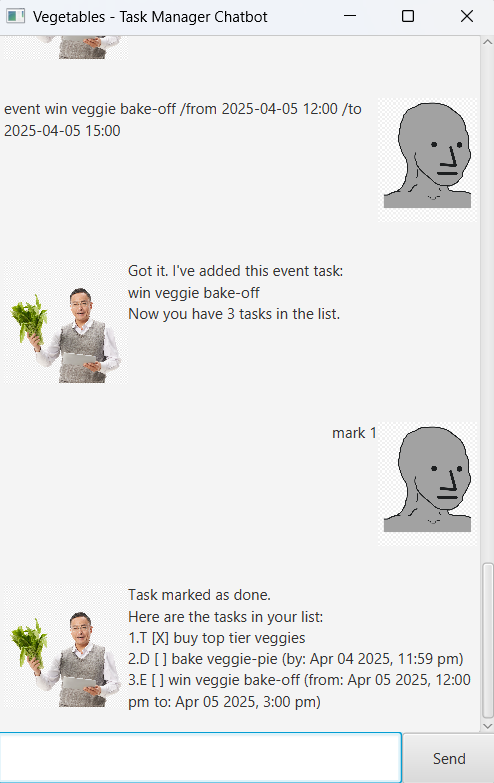 Vegetables - Task Manager Chatbot
event win veggie bake-off /from 2025-04-05 12:00 /to
2025-04-05 15:00
Got it. I've added this event task:
win veggie bake-off
Now you have 3 tasks in the list.
mark 1
Task marked as done.
Here are the tasks in your list:
1.T [X] buy top tier veggies
2.D [ ] bake veggie-pie (by: Apr 04 2025, 11:59 pm)
3.E [ ] win veggie bake-off (from: Apr 05 2025, 12:00
pm to: Apr 05 2025, 3:00 pm)
Send